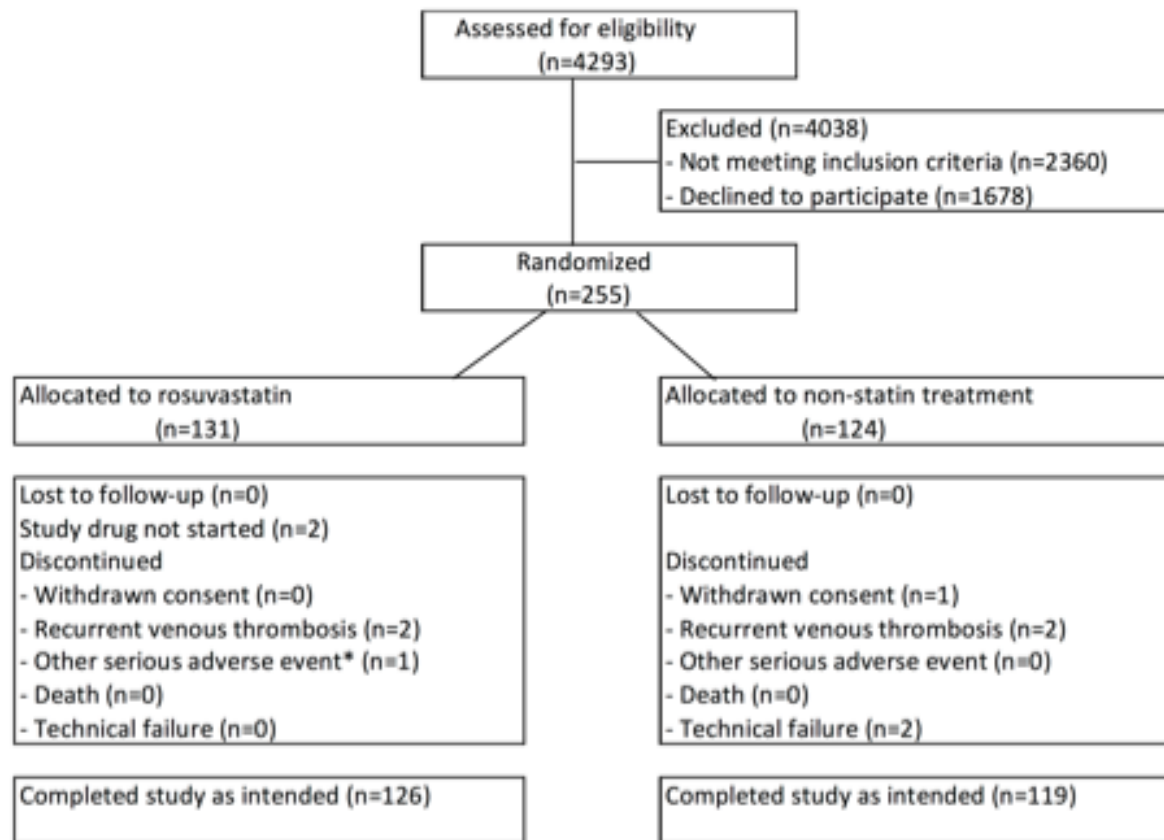 Assessed for eligibility
(n=4293)
Excluded (n=4038)
- Not meeting inclusion criteria (n=2360)
- Declined to participate (n=1678)
Randomized
(n=255)
Allocated to rosuvastatin
(n=131)
Allocated to non-statin treatment
(n=124)
Lost to follow-up (n=0)
Study drug not started (n=2)
Discontinued
- Withdrawn consent (n=0)
- Recurrent venous thrombosis (n=2)
- Other serious adverse event* (n=1)
- Death (n=0)
- Technical failure (n=0)
Lost to follow-up (n=0)
Discontinued
- Withdrawn consent (n=1)
- Recurrent venous thrombosis (n=2)
- Other serious adverse event (n=0)
- Death (n=0)
- Technical failure (n=2)
Completed study as intended (n=126)
Completed study as intended (n=119)